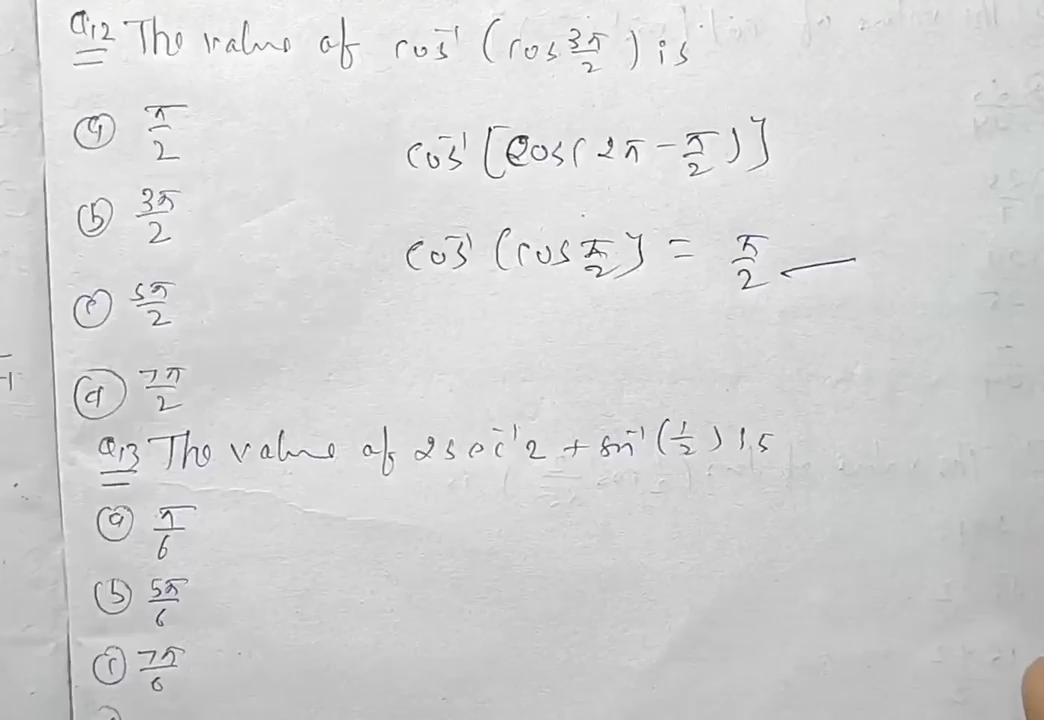 Q.12 The value of cos⁻¹ (cos 3π/2) is
(a) π/2
cos⁻¹ [cos(2π - π/2)]
(b) 3π/2
cos⁻¹ (cos π/2) = π/2
(c) 5π/2
(d) 7π/2
Q.13 The value of 2sec⁻¹2 + sin⁻¹(1/2) is
(a) π/6
(b) 5π/6
(c) 7π/6